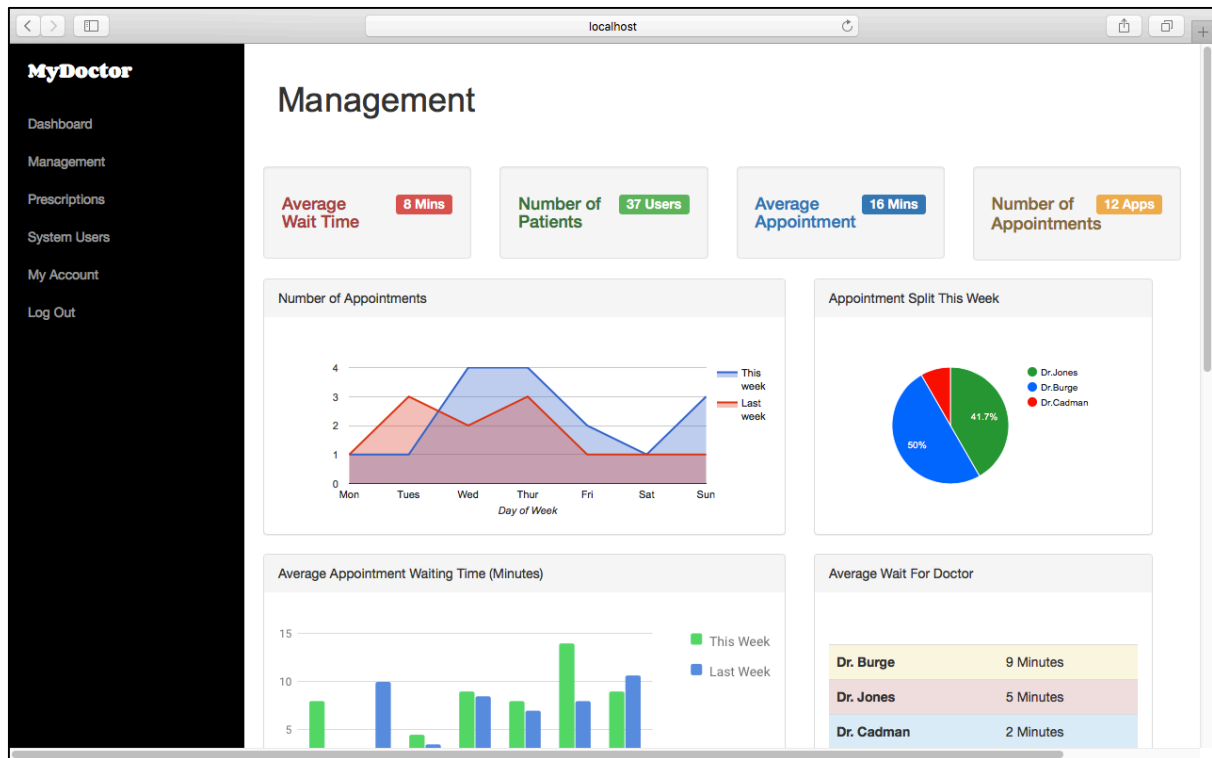 localhost
MyDoctor
Dashboard
Management
Prescriptions
System Users
My Account
Log Out
Management
Average
Wait Time
8 Mins
Number of
Patients
37 Users
Average
Appointment
16 Mins
Number of
Appointments
12 Apps
Number of Appointments
4
3
2
1
0
Mon Tues Wed Thur Fri Sat Sun
Day of Week
This
week
Last
week
Appointment Split This Week
41.7%
50%
Dr.Jones
Dr.Burge
Dr.Cadman
Average Appointment Waiting Time (Minutes)
15
10
5
This Week
Last Week
Average Wait For Doctor
Dr. Burge 9 Minutes
Dr. Jones 5 Minutes
Dr. Cadman 2 Minutes